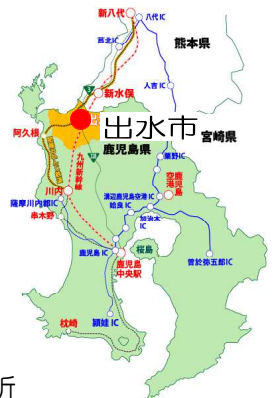 新八代
八代IC
芦北IC
熊本県
3
新水俣
人吉IC
出水市
阿久根
宮崎県
鹿児島県
九州新幹線
栗野IC
鹿児島
空港
川内
溝辺鹿児島空港IC
姶良IC
加治木
IC
薩摩川内都IC
串木野
鹿児島IC
桜島
鹿児島
中央駅
曽於弥五郎IC
頴娃IC
枕崎
所